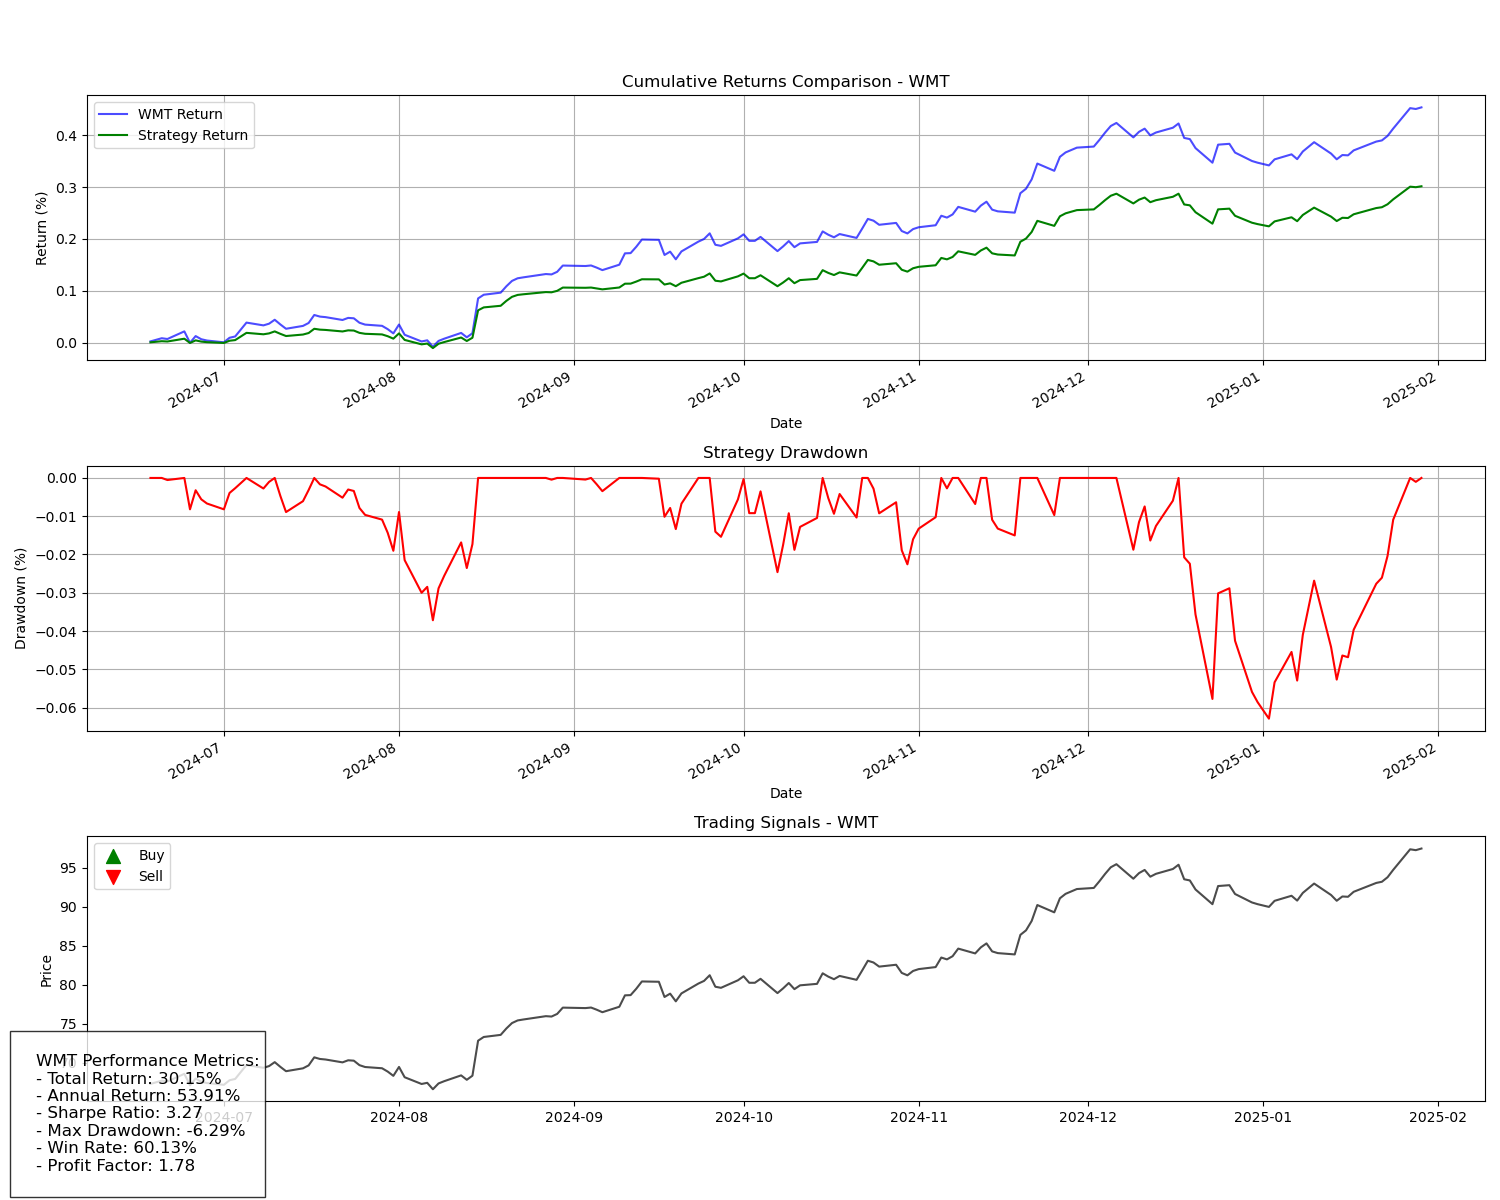 Cumulative Returns Comparison - WMT
WMT Return
Strategy Return
Return (%)
0.4
0.3
0.2
0.1
0.0
2024-07
2024-08
2024-09
2024-10
2024-11
2024-12
2025-01
2025-02
Date
Strategy Drawdown
Drawdown (%)
0.00
−0.01
−0.02
−0.03
−0.04
−0.05
−0.06
2024-07
2024-08
2024-09
2024-10
2024-11
2024-12
2025-01
2025-02
Date
Trading Signals - WMT
Buy
Sell
Price
95
90
85
80
75
70
2024-07
2024-08
2024-09
2024-10
2024-11
2024-12
2025-01
2025-02
WMT Performance Metrics:
- Total Return: 30.15%
- Annual Return: 53.91%
- Sharpe Ratio: 3.27
- Max Drawdown: -6.29%
- Win Rate: 60.13%
- Profit Factor: 1.78